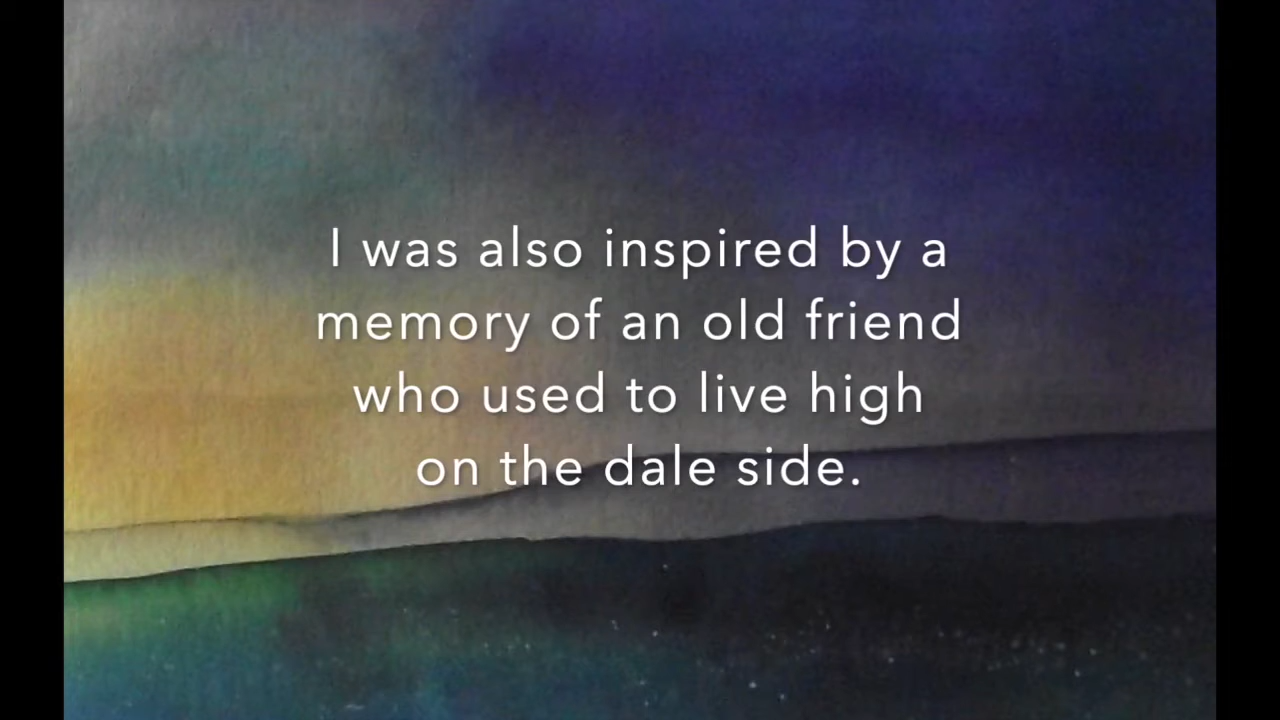 I was also inspired by a
memory of an old friend
who used to live high
on the dale side.